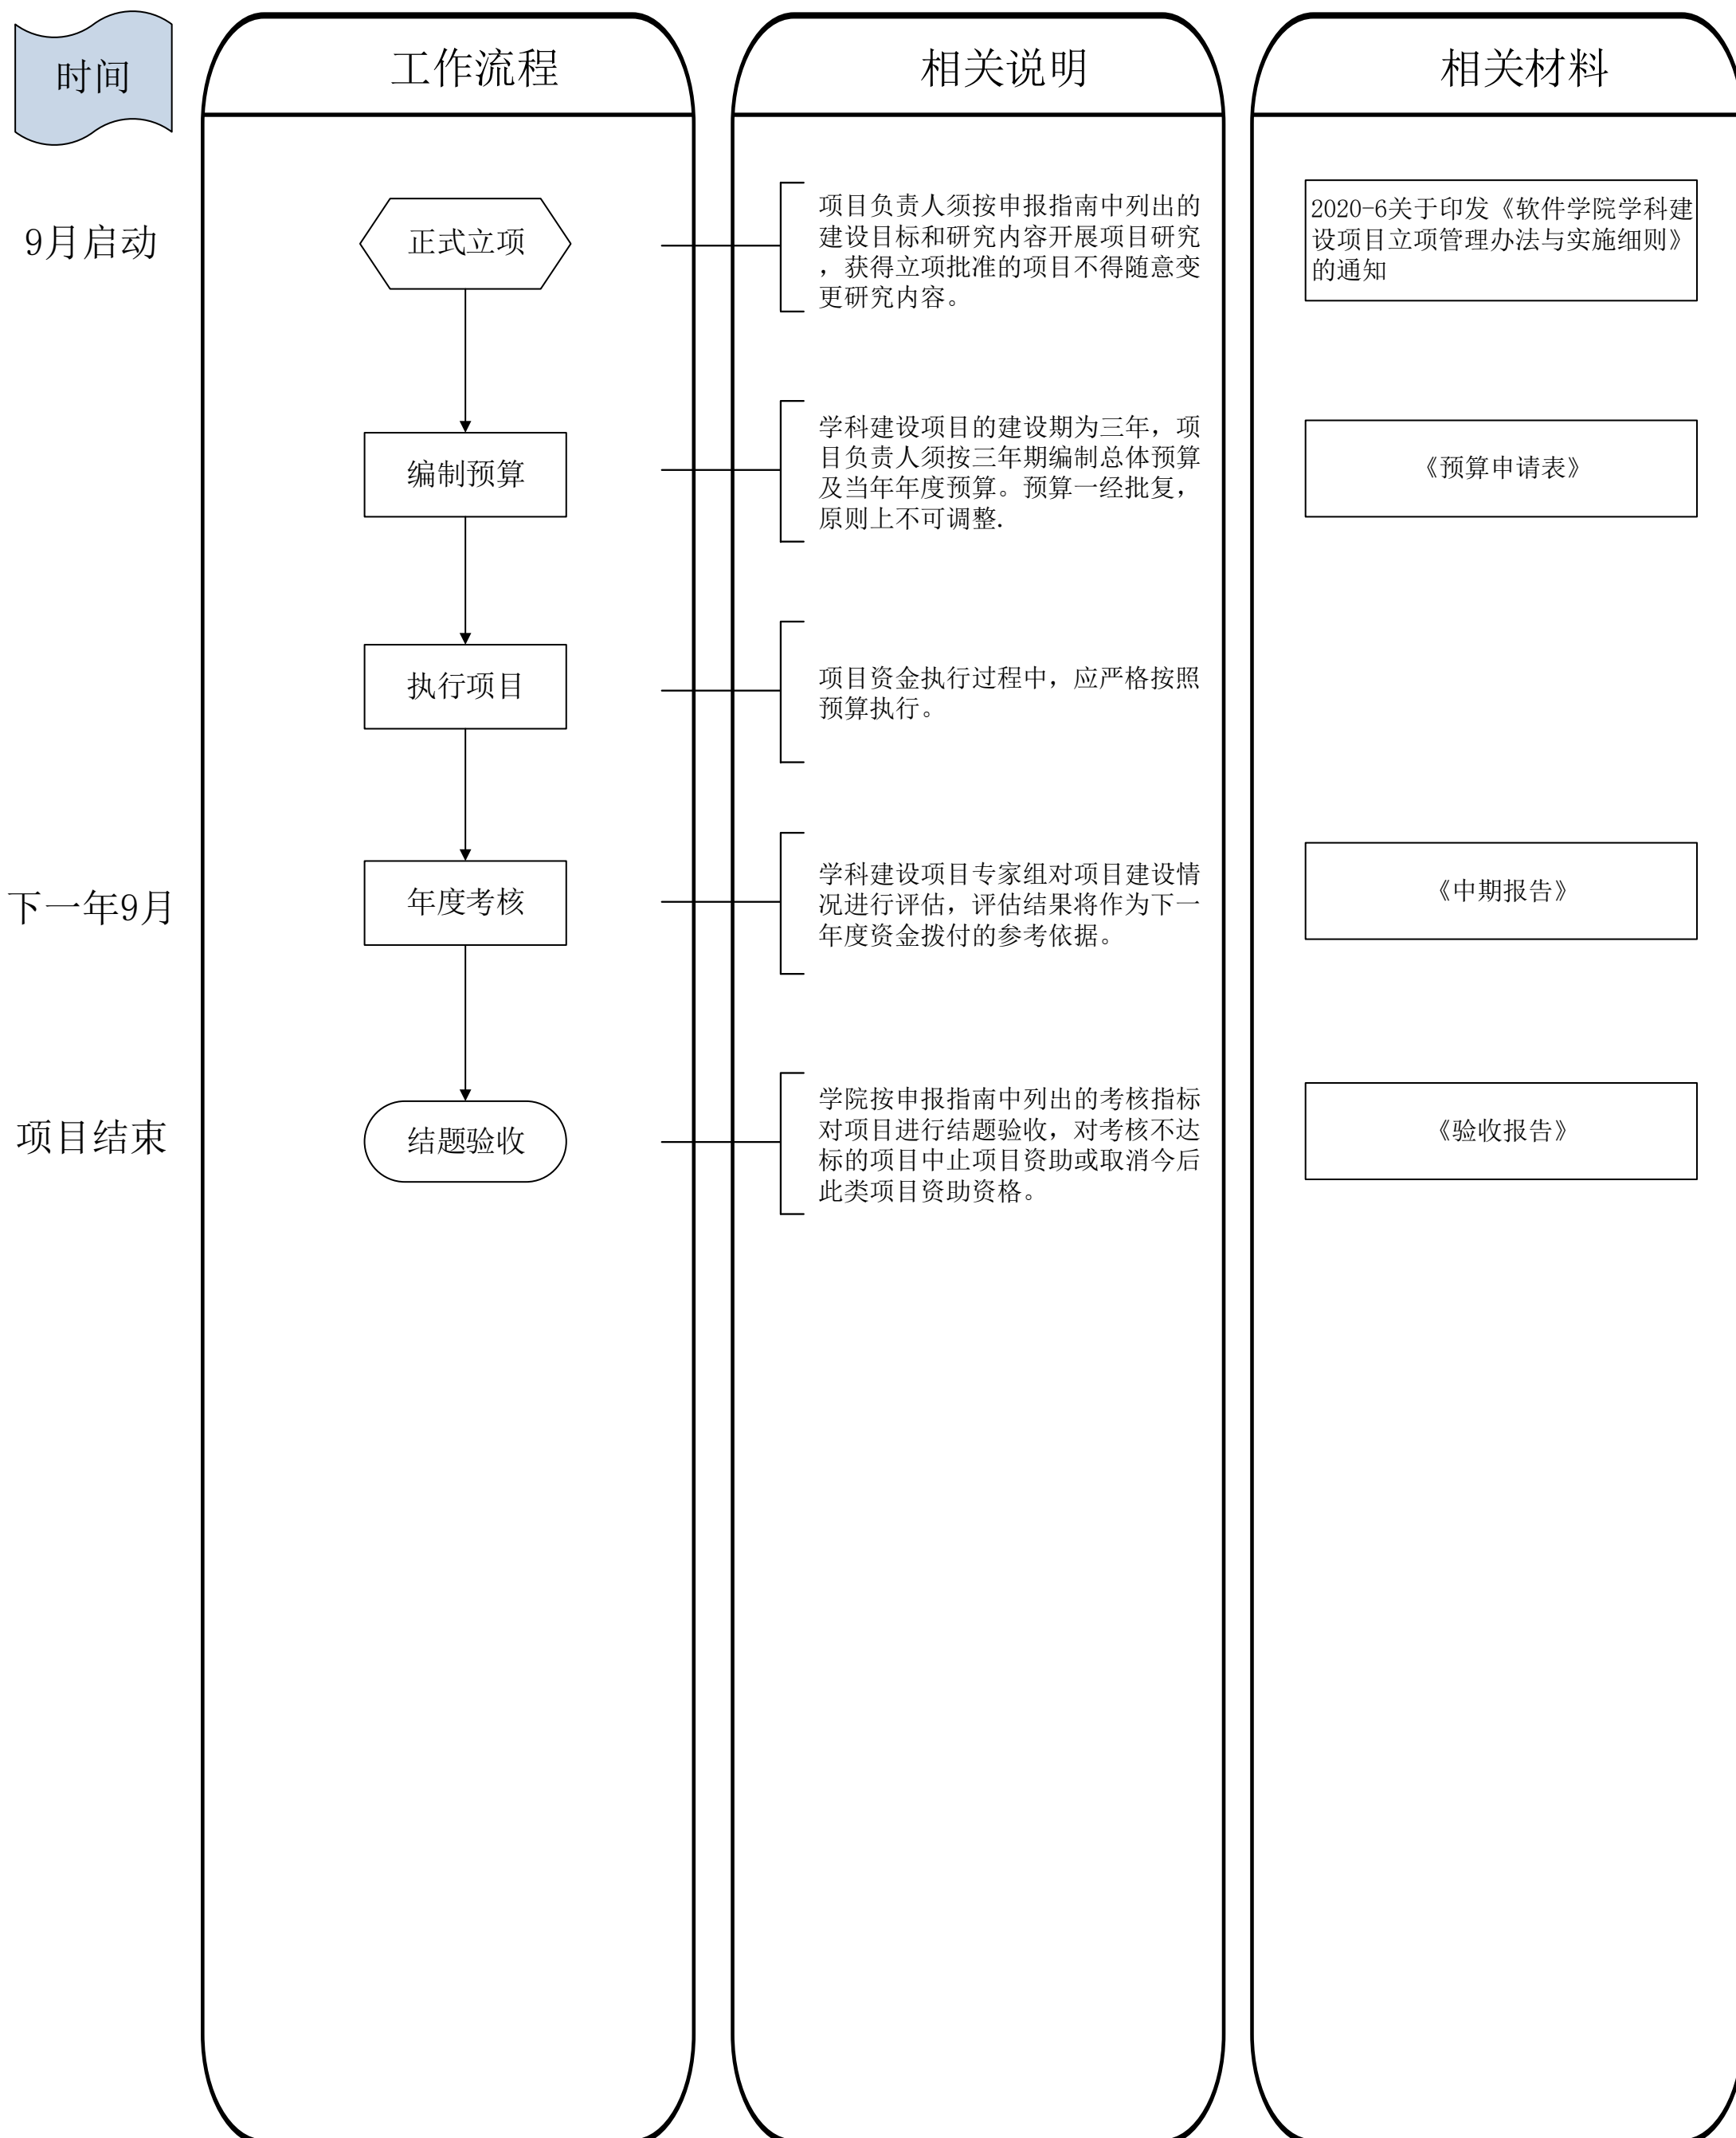 时间
工作流程
相关说明
相关材料
9月启动
正式立项
项目负责人须按申报指南中列出的
建设目标和研究内容开展项目研究
，获得立项批准的项目不得随意变
更研究内容。
2020-6关于印发《软件学院学科建
设项目立项管理办法与实施细则》
的通知
编制预算
学科建设项目的建设期为三年，项
目负责人须按三年期编制总体预算
及当年年度预算。预算一经批复，
原则上不可调整.
《预算申请表》
执行项目
项目资金执行过程中，应严格按照
预算执行。
下一年9月
年度考核
学科建设项目专家组对项目建设情
况进行评估，评估结果将作为下一
年度资金拨付的参考依据。
《中期报告》
项目结束
结题验收
学院按申报指南中列出的考核指标
对项目进行结题验收，对考核不达
标的项目中止项目资助或取消今后
此类项目资助资格。
《验收报告》